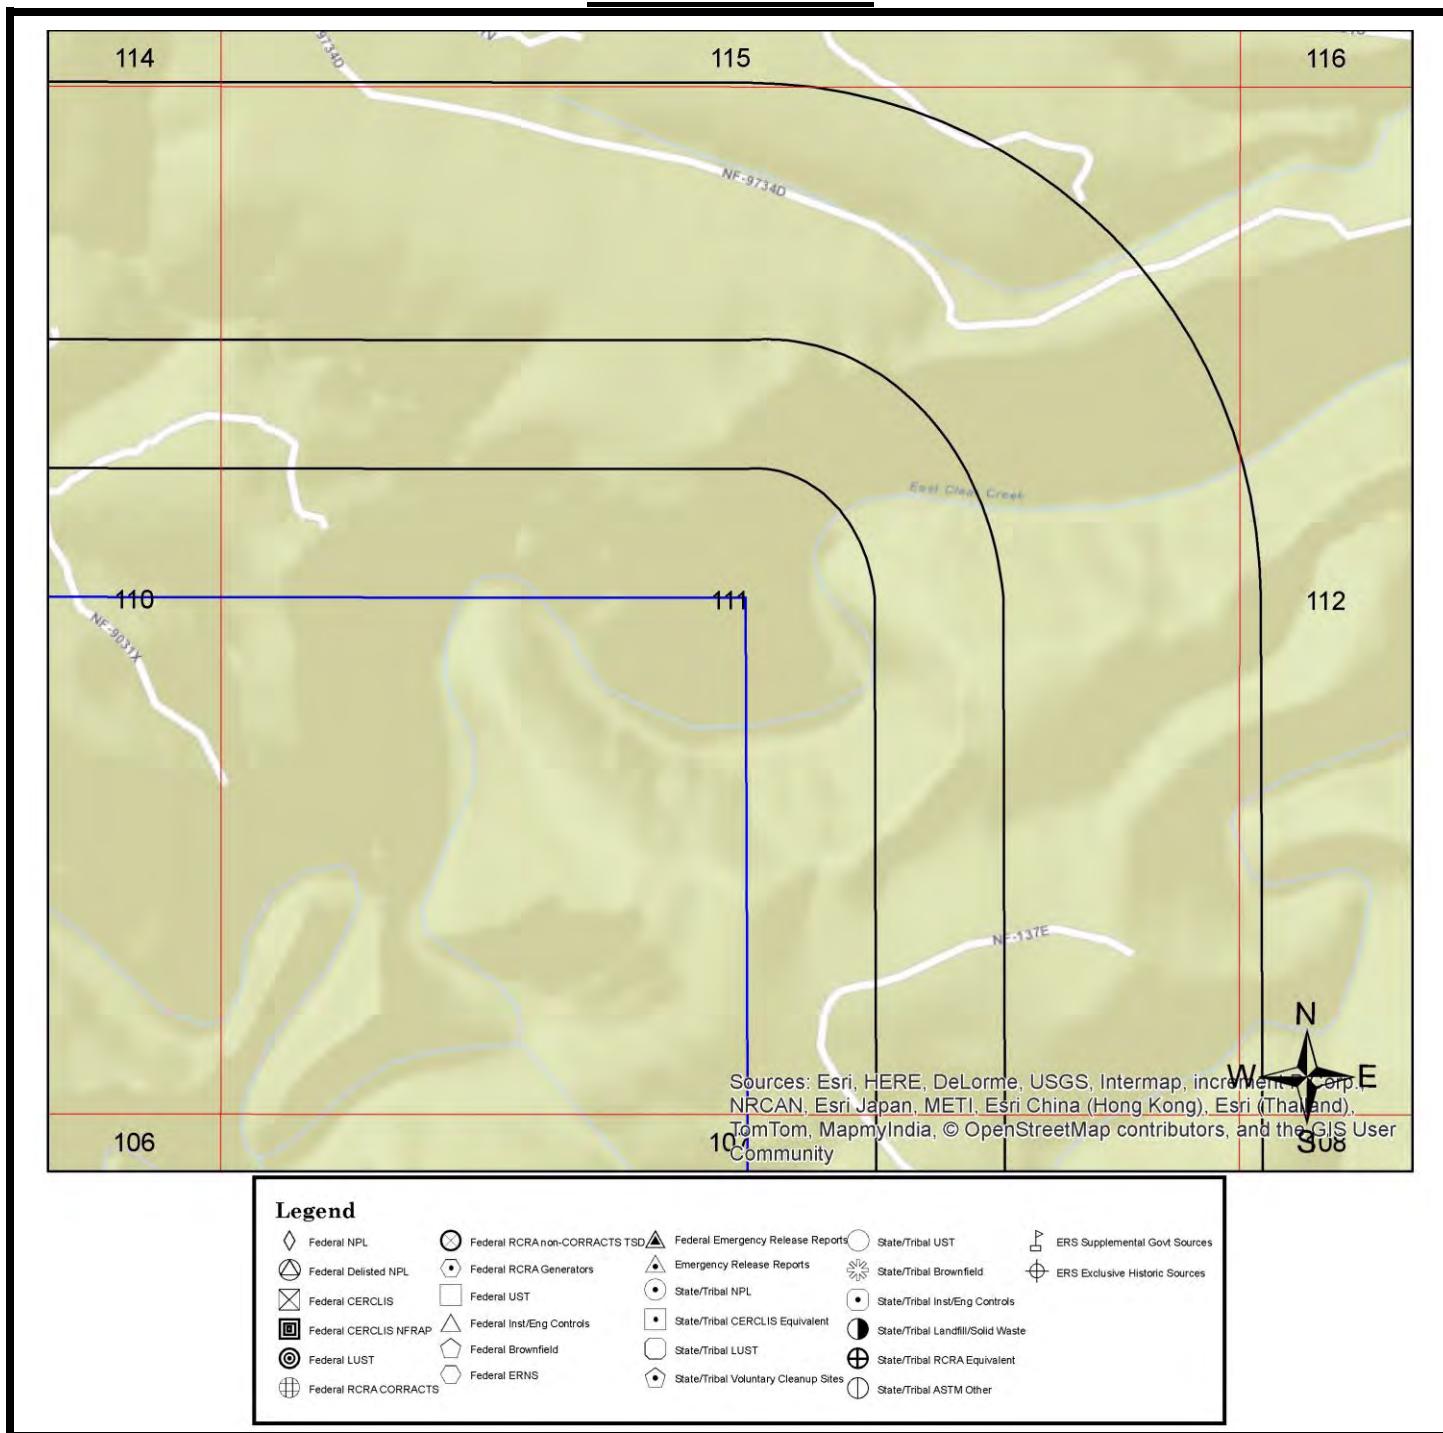 114
115
116
9734D
NF-9734D
East Clear Creek
110
111
112
NF-9031X
NF-137E
N
W
E
S
Sources: Esri, HERE, DeLorme, USGS, Intermap, increment P Corp.,
NRCAN, Esri Japan, METI, Esri China (Hong Kong), Esri (Thailand),
TomTom, MapmyIndia, © OpenStreetMap contributors, and the GIS User
Community
106
107
108
Legend
Federal NPL
Federal Delisted NPL
Federal CERCLIS
Federal CERCLIS NFRAP
Federal LUST
Federal RCRA CORRACTS
Federal RCRA non-CORRACTS TSD
Federal RCRA Generators
Federal UST
Federal Inst/Eng Controls
Federal Brownfield
Federal ERNS
Federal Emergency Release Reports
Emergency Release Reports
State/Tribal NPL
State/Tribal CERCLIS Equivalent
State/Tribal LUST
State/Tribal Voluntary Cleanup Sites
State/Tribal UST
State/Tribal Brownfield
State/Tribal Inst/Eng Controls
State/Tribal Landfill/Solid Waste
State/Tribal RCRA Equivalent
State/Tribal ASTM Other
ERS Supplemental Govt Sources
ERS Exclusive Historic Sources